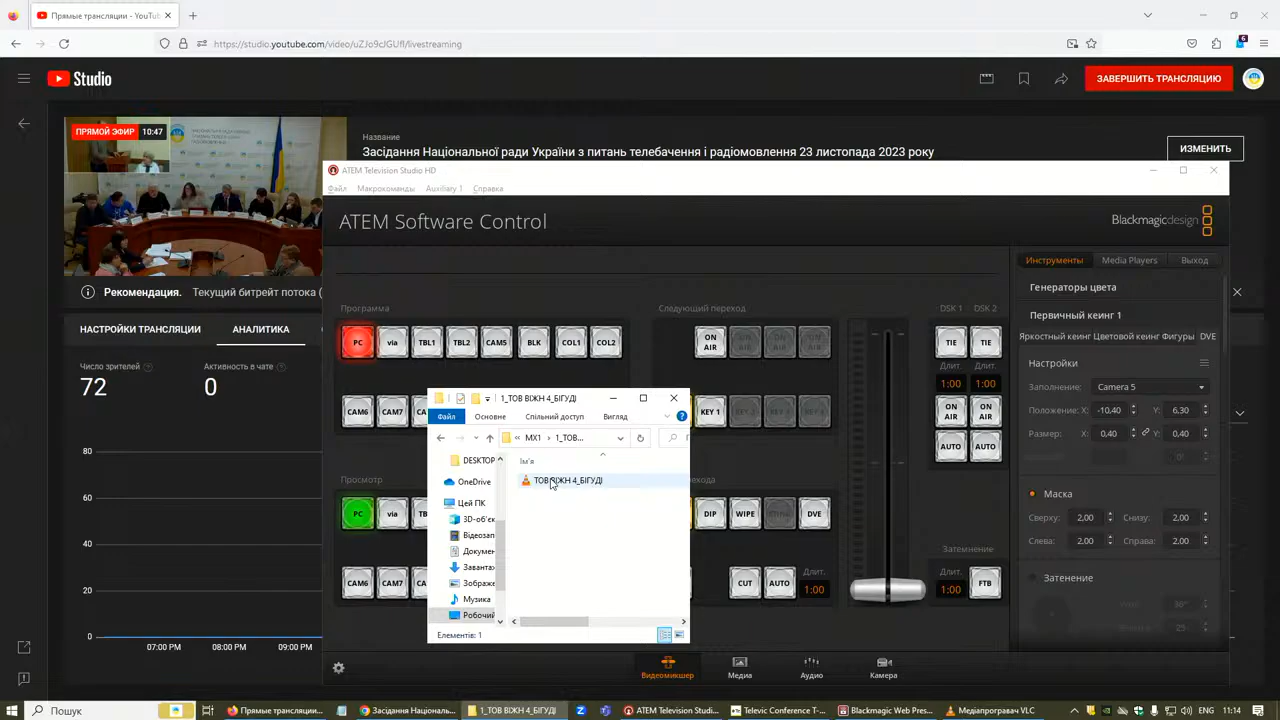 Прямые трансляции - YouTu
https://studio.youtube.com/video/uZJo9cJGUfI/livestreaming
6
Studio
ЗАВЕРШИТЬ ТРАНСЛЯЦИЮ
ПРЯМОЙ ЭФИР 10:47
Название
Засідання Національної ради України з питань телебачення і радіомовлення 23 листопада 2023 року
ИЗМЕНИТЬ
Рекомендация. Текущий битрейт потока (
НАСТРОЙКИ ТРАНСЛЯЦИИ
АНАЛИТИКА
Число зрителей
Активность в чате
72
0
80
60
40
20
0
07:00 PM
08:00 PM
09:00 PM
ATEM Television Studio HD
Файл Макрокоманды Auxiliary 1 Справка
ATEM Software Control
Blackmagicdesign
Инструменты Media Players Выход
Генераторы цвета
Программа
Следующий переход
DSK 1 DSK 2
Первичный кеинг 1
PC via TBL1 TBL2 CAM5 BLK COL1 COL2
ON AIR
TIE TIE
Яркостный кеинг Цветовой кеинг Фигуры DVE
Настройки
Длит. Длит.
1:00 1:00
Заполнение: Camera 5
CAM6 CAM7
KEY 1
ON AIR ON AIR
Положение: X: -10.40 Y: 6.30
Размер: X: 0.40 Y: 0.40
AUTO AUTO
Просмотр
Маска
PC via
DIP WIPE DVE
Сверху: 2,00 Снизу: 2,00
Слева: 2,00 Справа: 2,00
Затемнение
CAM6 CAM7
CUT AUTO
Длит.
1:00
Длит.
1:00
FTB
Затенение
1_ТОВ ВІЖН 4_БІГУДІ
Файл Основне Спільний доступ Вигляд
MX1 1_ТОВ...
Ім'я
DESKTOP
ТОВ ВІЖН 4_БІГУДІ
OneDrive
Цей ПК
3D-об'єк
Відеозап
Докумен
Заванта
Зображе
Музика
Робочий
Елементів: 1
Видеомикшер Медиа Аудио Камера
Пошук
Прямые трансляции...
Засідання Націонал...
1_ТОВ ВІЖН 4_БІГУДІ
ATEM Television Studi...
Televic Conference T-...
Blackmagic Web Pres...
Медіапрогравач VLC
11:14